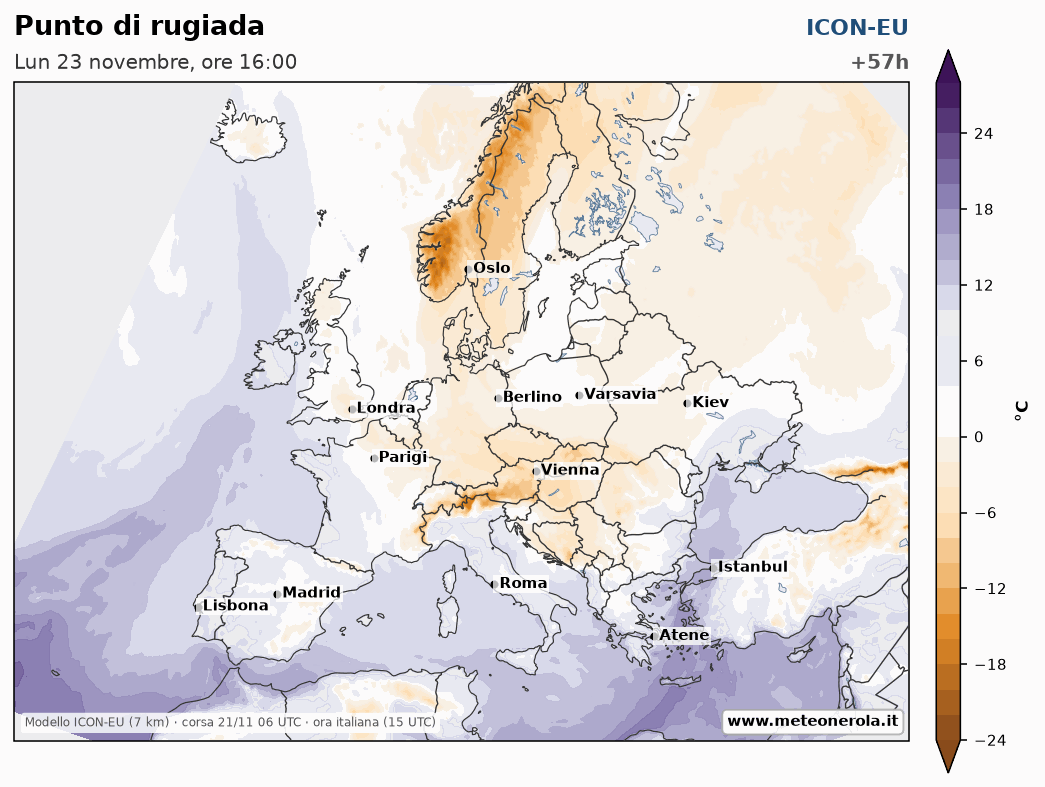 Punto di rugiada
ICON-EU
Lun 23 novembre, ore 16:00
+57h
Oslo
Berlino
Varsavia
Kiev
Londra
Parigi
Vienna
Istanbul
Roma
Madrid
Lisbona
Atene
Modello ICON-EU (7 km) · corsa 21/11 06 UTC · ora italiana (15 UTC)
www.meteonerola.it
24
18
12
6
0
−6
−12
−18
−24
°C